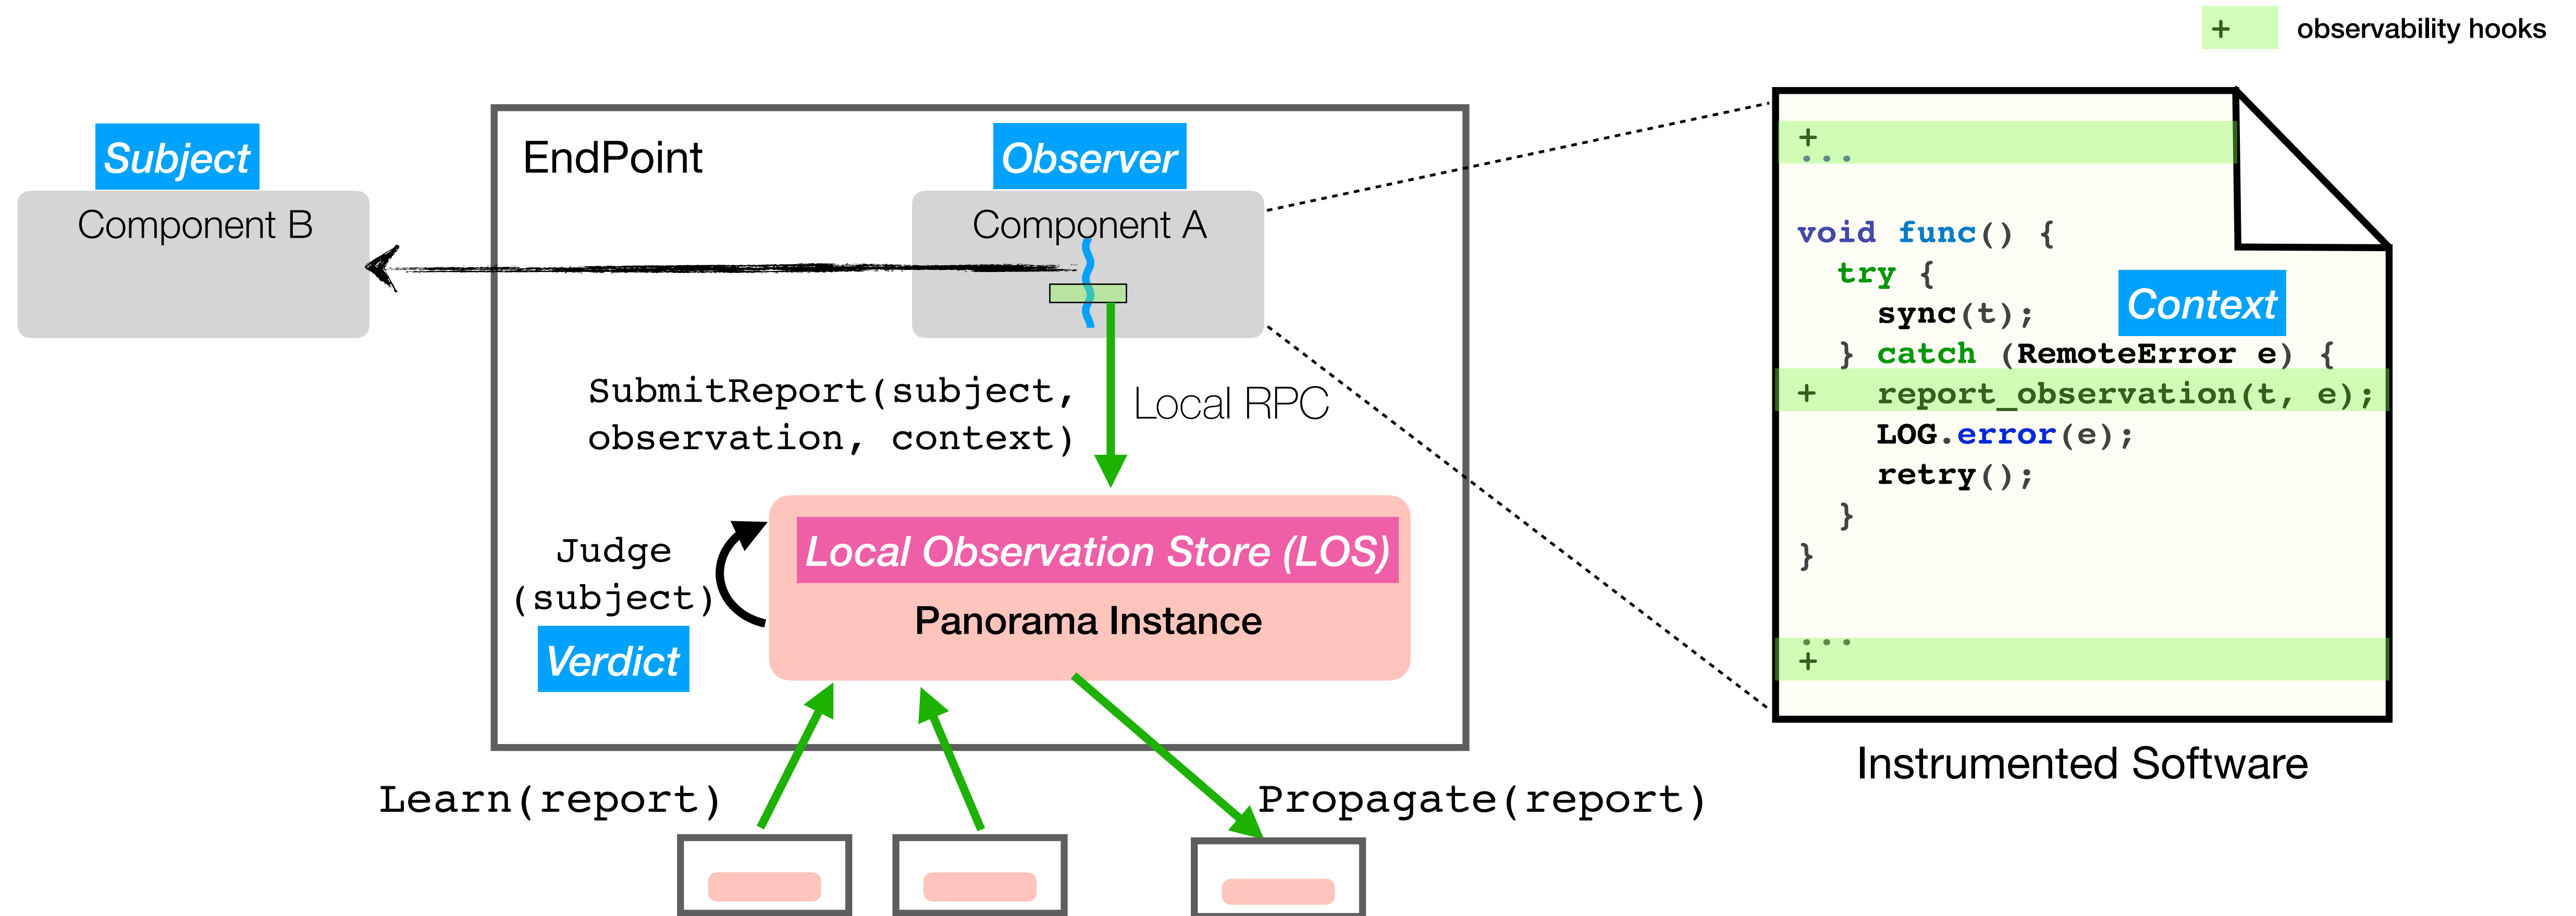 + observability hooks
Subject
Component B
EndPoint
Observer
Component A
SubmitReport(subject,
observation, context)
Local RPC
Judge
(subject)
Verdict
Local Observation Store (LOS)
Panorama Instance
Learn(report)
Propagate(report)
+
...
void func() {
try {
sync(t);
Context
} catch (RemoteError e) {
+ report_observation(t, e);
LOG.error(e);
retry();
}
}
...
+
Instrumented Software